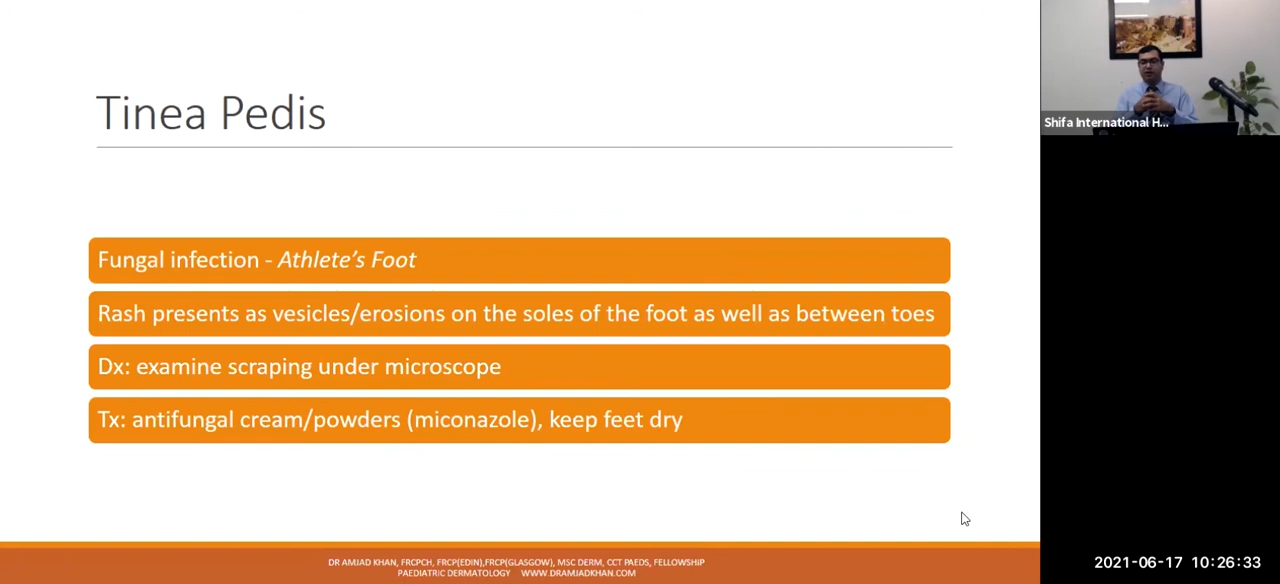 Tinea Pedis
Fungal infection - Athlete's Foot
Rash presents as vesicles/erosions on the soles of the foot as well as between toes
Dx: examine scraping under microscope
Tx: antifungal cream/powders (miconazole), keep feet dry
DR AMJAD KHAN, FRCPCH, FRCP(EDIN),FRCP(GLASGOW), MSC DERM, CCT PAEDS, FELLOWSHIP
PAEDIATRIC DERMATOLOGY WWW.DRAMJADKHAN.COM
Shifa International H...
2021-06-17 10:26:33